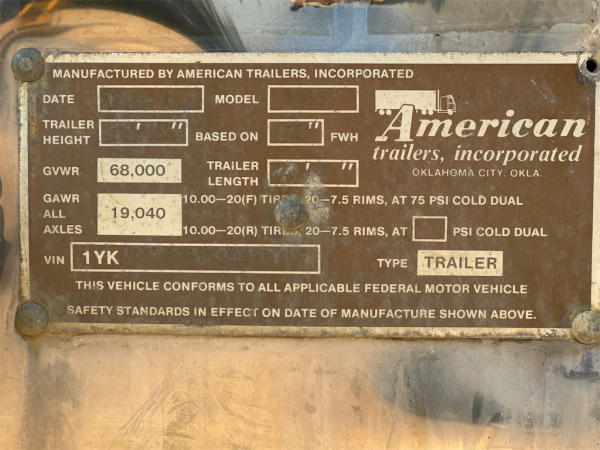 MANUFACTURED BY AMERICAN TRAILERS, INCORPORATED
DATE MODEL
TRAILER HEIGHT ' " BASED ON " FWH
American
trailers, incorporated
OKLAHOMA CITY, OKLA.
GVWR 68,000 TRAILER LENGTH ' "
GAWR 10.00—20(F) TIRES, 20—7.5 RIMS, AT 75 PSI COLD DUAL
ALL 19,040
AXLES 10.00—20(R) TIRES, 20—7.5 RIMS, AT PSI COLD DUAL
VIN 1YK TYPE TRAILER
THIS VEHICLE CONFORMS TO ALL APPLICABLE FEDERAL MOTOR VEHICLE
SAFETY STANDARDS IN EFFECT ON DATE OF MANUFACTURE SHOWN ABOVE.